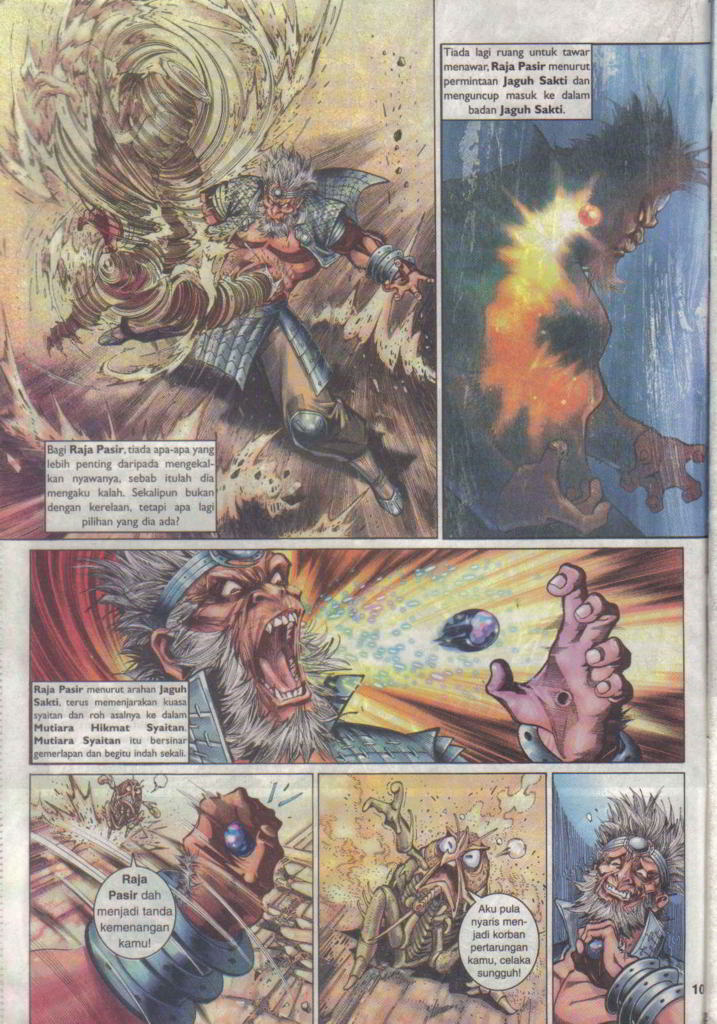 Bagi Raja Pasir, tiada apa-apa yang
lebih penting daripada mengekal-
kan nyawanya, sebab itulah dia
mengaku kalah. Sekalipun bukan
dengan kerelaan, tetapi apa lagi
pilihan yang dia ada?
Tiada lagi ruang untuk tawar
menawar, Raja Pasir menurut
permintaan Jaguh Sakti dan
menguncup masuk ke dalam
badan Jaguh Sakti.
Raja Pasir menurut arahan Jaguh
Sakti, terus memenjarakan kuasa
syaitan dan roh asalnya ke dalam
Mutiara Hikmat Syaitan.
Mutiara Syaitan itu bersinar
gemerlapan dan begitu indah sekali.
Raja
Pasir dah
menjadi tanda
kemenangan
kamu!
Aku pula
nyaris men-
jadi korban
pertarungan
kamu, celaka
sungguh!